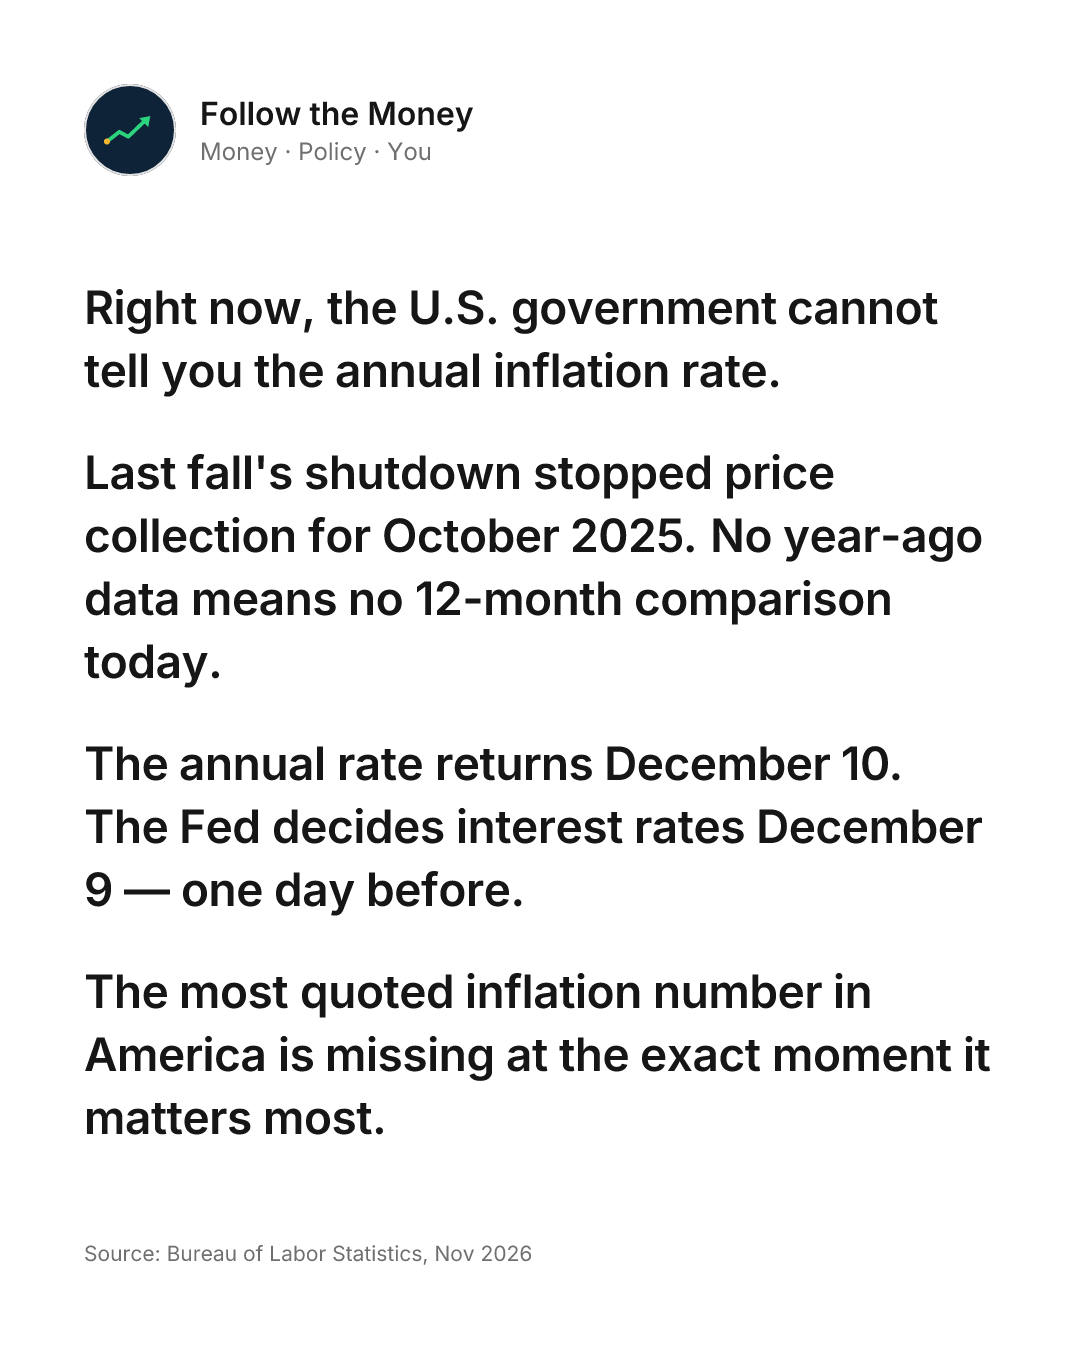 Follow the Money
Money · Policy · You
Right now, the U.S. government cannot
tell you the annual inflation rate.
Last fall's shutdown stopped price
collection for October 2025. No year-ago
data means no 12-month comparison
today.
The annual rate returns December 10.
The Fed decides interest rates December
9 — one day before.
The most quoted inflation number in
America is missing at the exact moment it
matters most.
Source: Bureau of Labor Statistics, Nov 2026